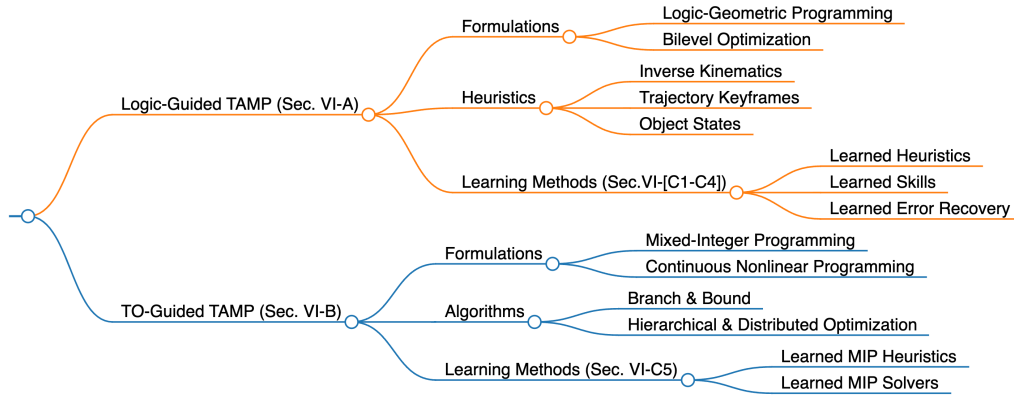 Logic-Guided TAMP (Sec. VI-A)
Formulations
Logic-Geometric Programming
Bilevel Optimization
Heuristics
Inverse Kinematics
Trajectory Keyframes
Object States
Learning Methods (Sec.VI-[C1-C4])
Learned Heuristics
Learned Skills
Learned Error Recovery
TO-Guided TAMP (Sec. VI-B)
Formulations
Mixed-Integer Programming
Continuous Nonlinear Programming
Algorithms
Branch & Bound
Hierarchical & Distributed Optimization
Learning Methods (Sec. VI-C5)
Learned MIP Heuristics
Learned MIP Solvers